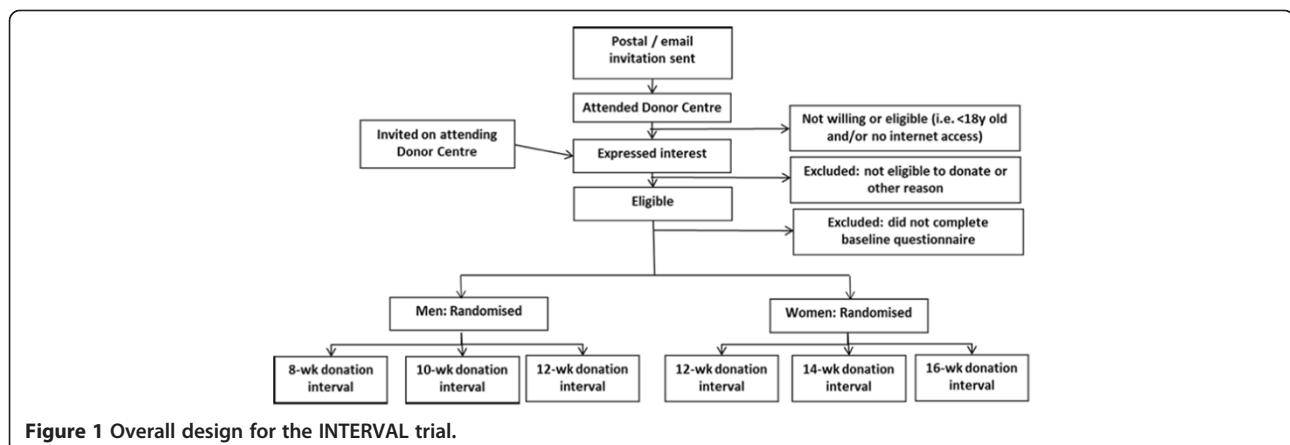 Postal / email
invitation sent
Attended Donor Centre
Not willing or eligible (i.e. <18y old
and/or no internet access)
Invited on attending
Donor Centre
Expressed interest
Excluded: not eligible to donate or
other reason
Eligible
Excluded: did not complete
baseline questionnaire
Men: Randomised
Women: Randomised
8-wk donation
interval
10-wk donation
interval
12-wk donation
interval
12-wk donation
interval
14-wk donation
interval
16-wk donation
interval
Figure 1 Overall design for the INTERVAL trial.